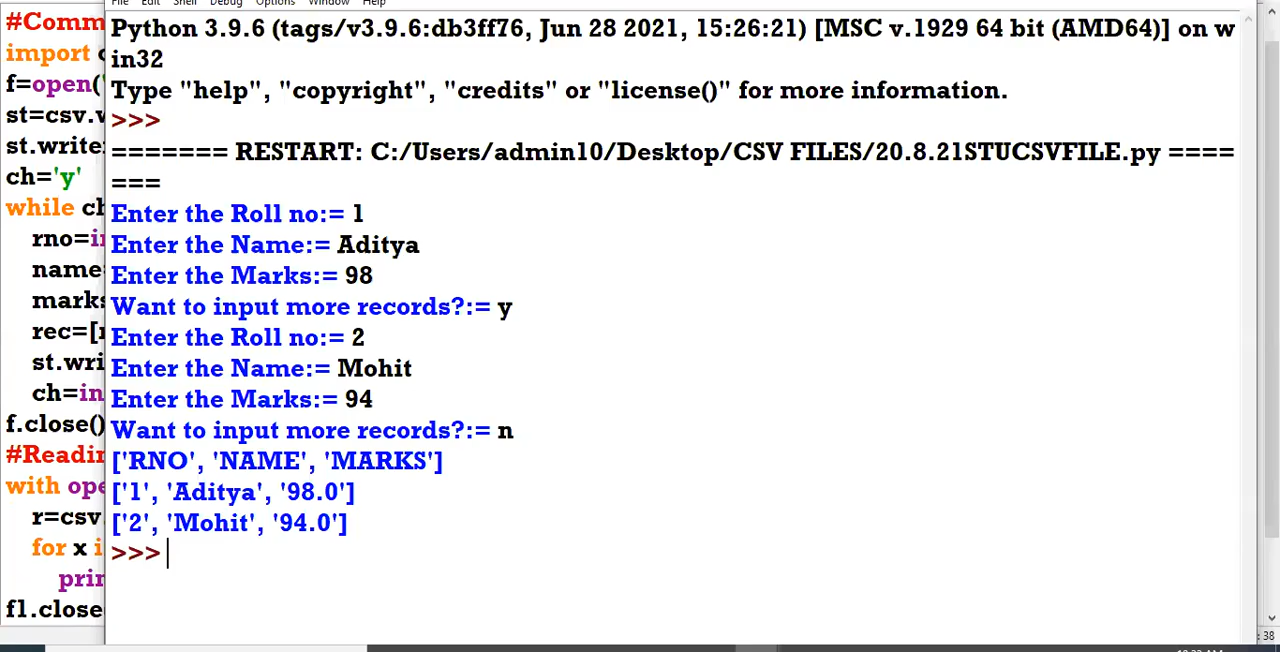 File Edit Shell Debug Options Window Help
Python 3.9.6 (tags/v3.9.6:db3ff76, Jun 28 2021, 15:26:21) [MSC v.1929 64 bit (AMD64)] on w
in32
Type "help", "copyright", "credits" or "license()" for more information.
>>>
======= RESTART: C:/Users/admin10/Desktop/CSV FILES/20.8.21STUCSVFILE.py ====
===
Enter the Roll no:= 1
Enter the Name:= Aditya
Enter the Marks:= 98
Want to input more records?:= y
Enter the Roll no:= 2
Enter the Name:= Mohit
Enter the Marks:= 94
Want to input more records?:= n
['RNO', 'NAME', 'MARKS']
['1', 'Aditya', '98.0']
['2', 'Mohit', '94.0']
>>>
#Comm
import c
f=open('
st=csv.w
st.write
ch='y'
while ch
rno=in
name=
marks
rec=[r
st.wri
ch=in
f.close()
#Readin
with ope
r=csv.
for x i
prin
f1.close
: 38